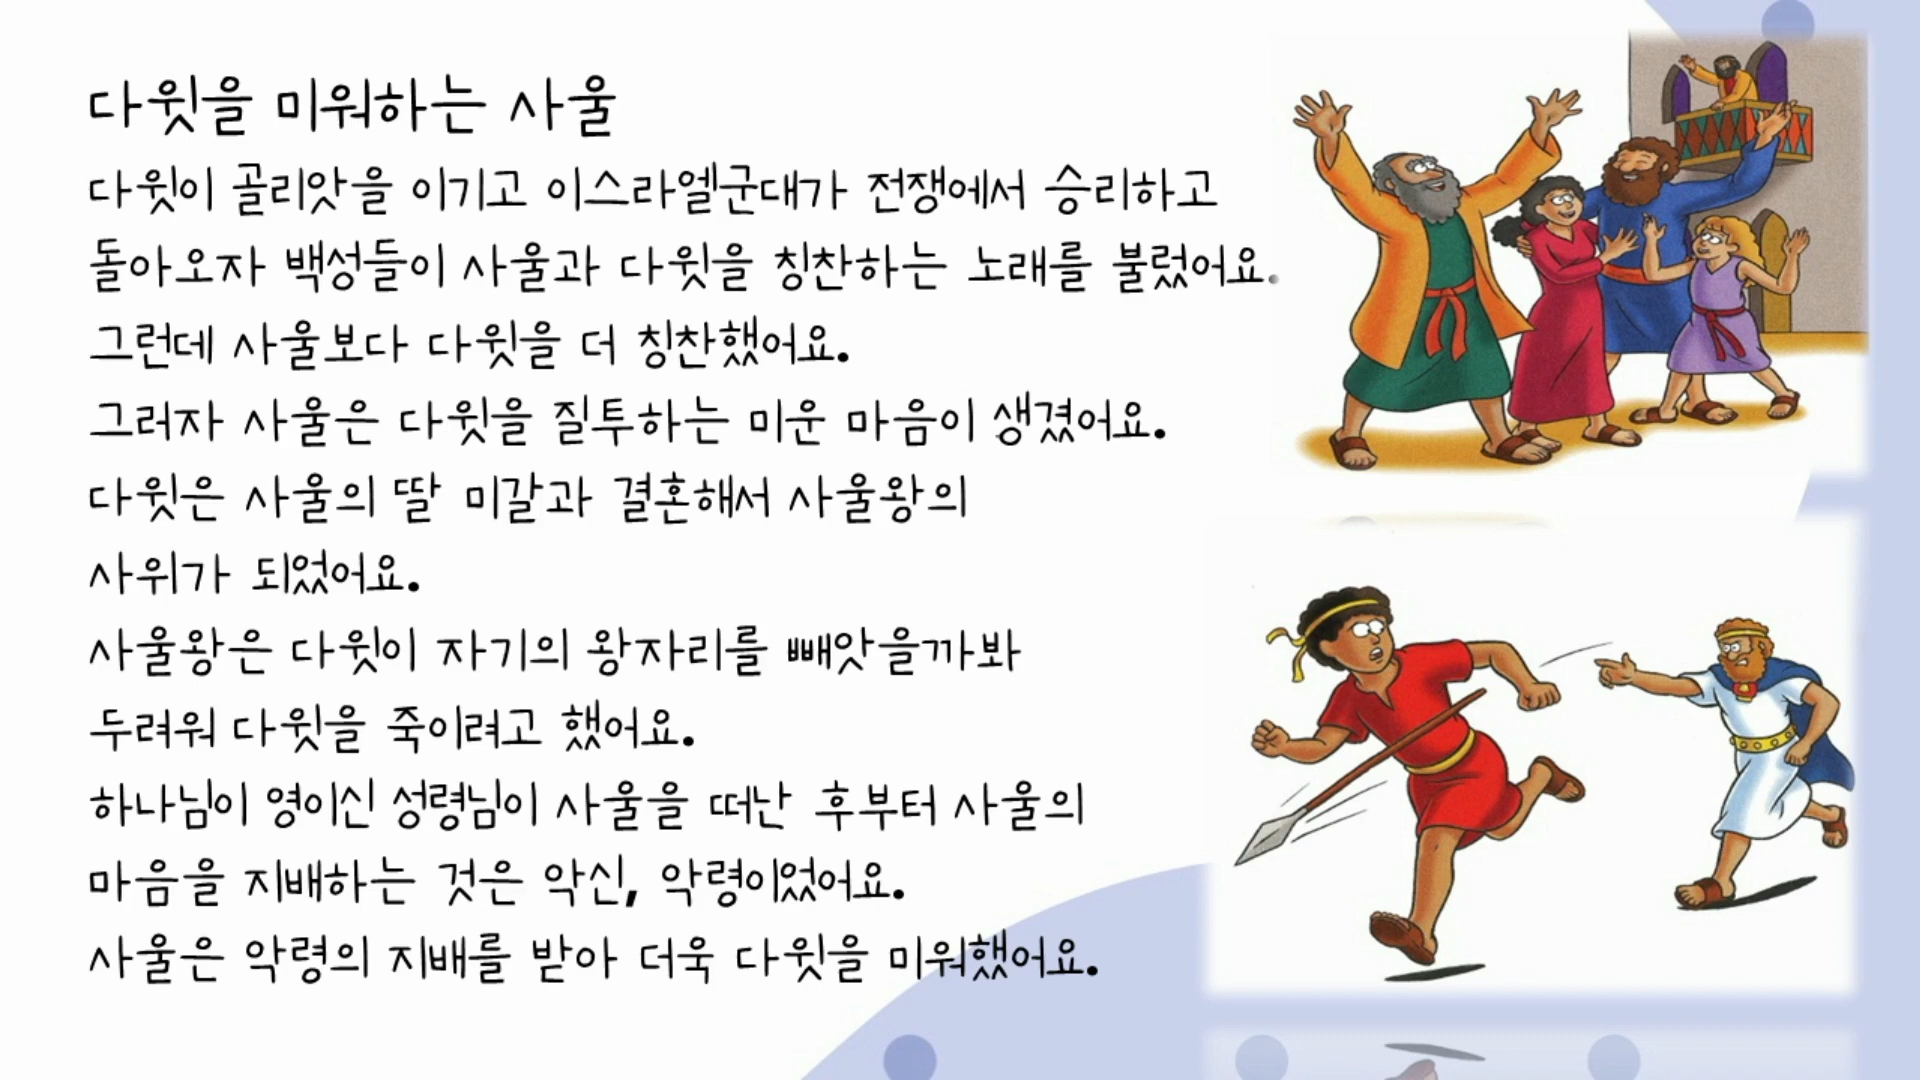 다윗을 미워하는 사울
다윗이 골리앗을 이기고 이스라엘군대가 전쟁에서 승리하고
돌아오자 백성들이 사울과 다윗을 칭찬하는 노래를 불렀어요.
그런데 사울보다 다윗을 더 칭찬했어요.
그러자 사울은 다윗을 질투하는 미운 마음이 생겼어요.
다윗은 사울의 딸 미갈과 결혼해서 사울왕의
사위가 되었어요.
사울왕은 다윗이 자기의 왕자리를 빼앗을까봐
두려워 다윗을 죽이려고 했어요.
하나님이 영이신 성령님이 사울을 떠난 후부터 사울의
마음을 지배하는 것은 악신, 악령이었어요.
사울은 악령의 지배를 받아 더욱 다윗을 미워했어요.